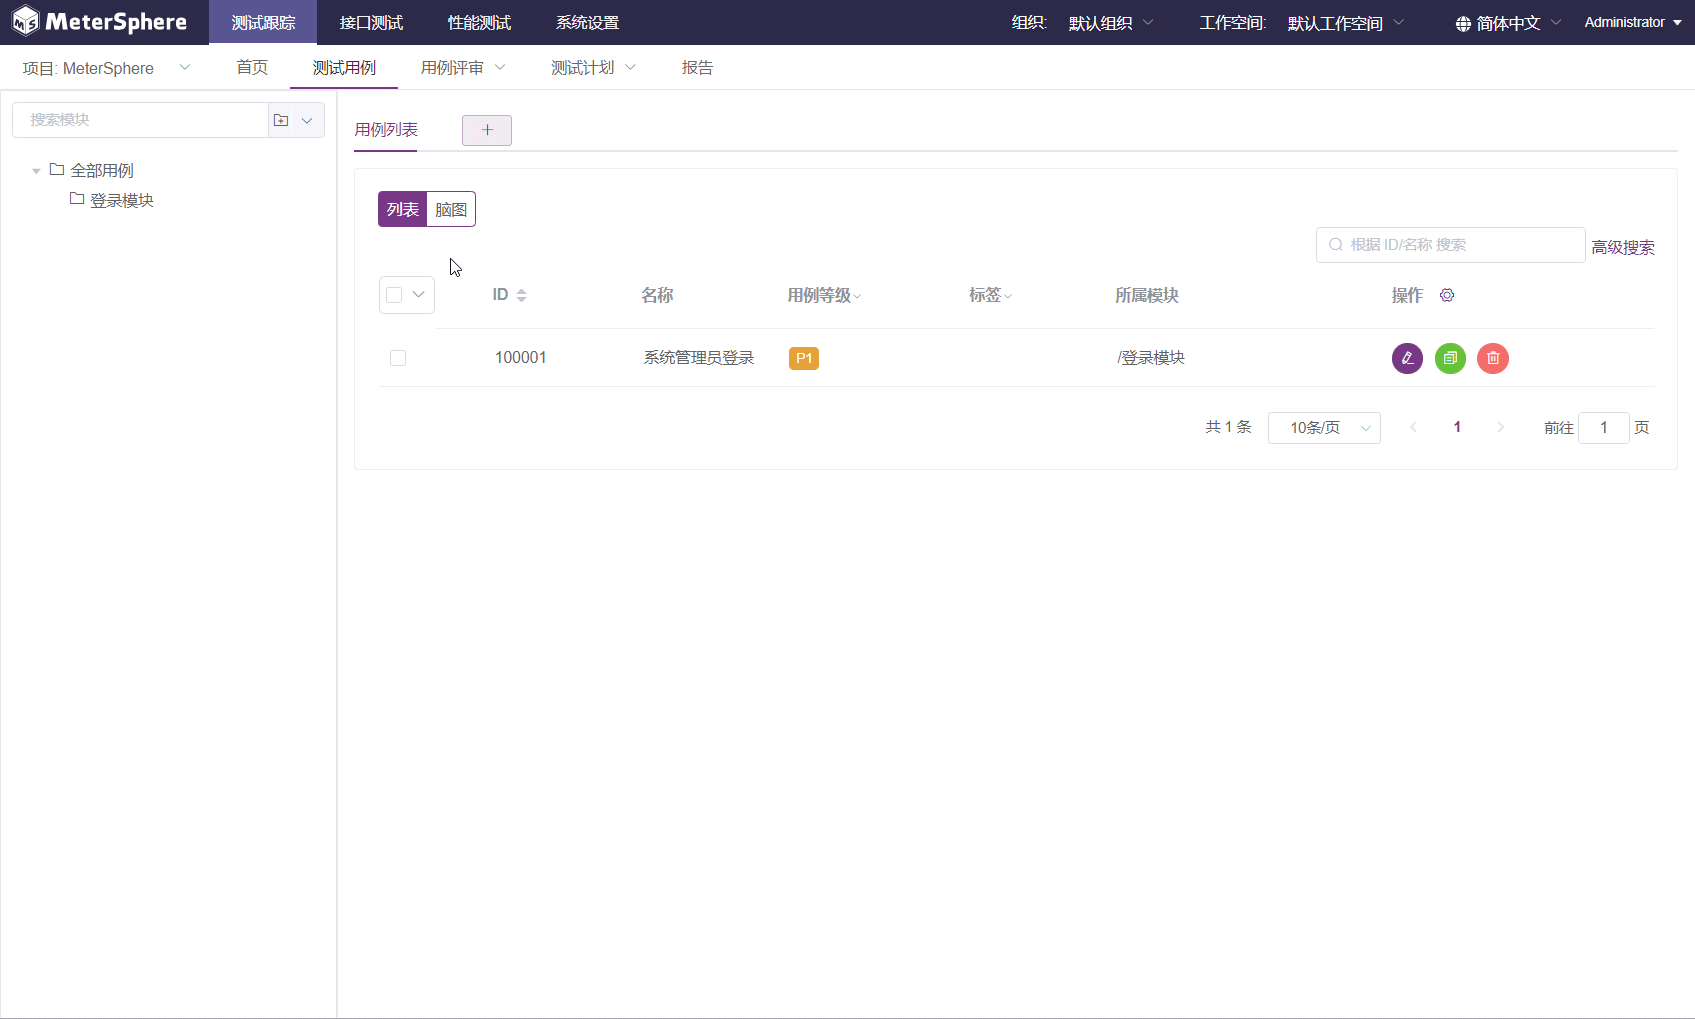 MeterSphere 测试跟踪 接口测试 性能测试 系统设置 组织: 默认组织 工作空间: 默认工作空间 简体中文 Administrator
项目: MeterSphere 首页 测试用例 用例评审 测试计划 报告
搜索模块
全部用例
登录模块
用例列表 +
列表 脑图
根据 ID/名称 搜索 高级搜索
ID 名称 用例等级 标签 所属模块 操作
100001 系统管理员登录 P1 /登录模块
共 1 条 10条/页 1 前往 1 页